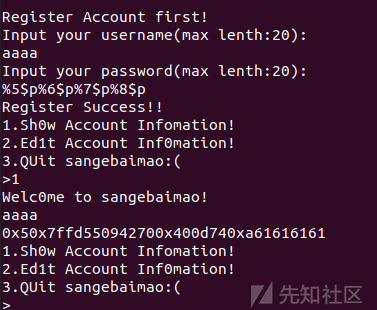 Register Account first!
Input your username(max lenth:20):
aaaa
Input your password(max lenth:20):
%5$p%6$p%7$p%8$p
Register Success!!
1.Sh0w Account Infomation!
2.Ed1t Account Inf0mation!
3.QUit sangebaimao:(
>1
Welc0me to sangebaimao!
aaaa
0x50x7ffd550942700x400d740xa61616161
1.Sh0w Account Infomation!
2.Ed1t Account Inf0mation!
3.QUit sangebaimao:(
>
先知社区